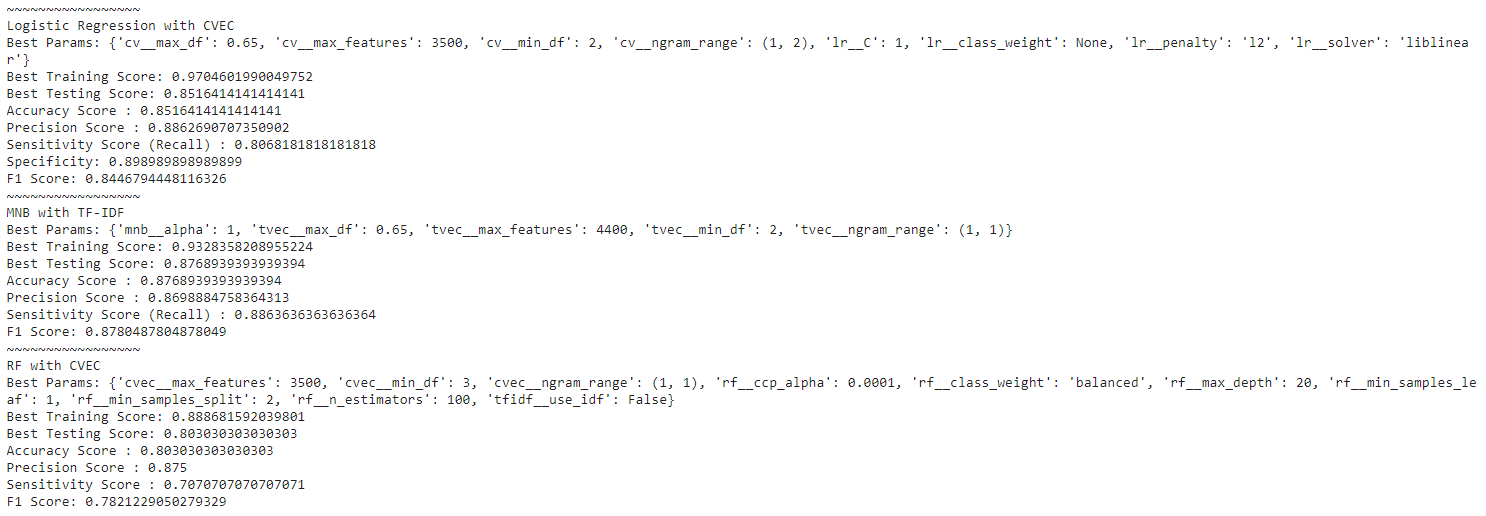 ~~~~~~~~~~~~~~~~~
Logistic Regression with CVEC
Best Params: {'cv__max_df': 0.65, 'cv__max_features': 3500, 'cv__min_df': 2, 'cv__ngram_range': (1, 2), 'lr__C': 1, 'lr__class_weight': None, 'lr__penalty': 'l2', 'lr__solver': 'liblinea
r'}
Best Training Score: 0.9704601990049752
Best Testing Score: 0.8516414141414141
Accuracy Score : 0.8516414141414141
Precision Score : 0.8862690707350902
Sensitivity Score (Recall) : 0.8068181818181818
Specificity: 0.898989898989899
F1 Score: 0.8446794448116326
~~~~~~~~~~~~~~~~~
MNB with TF-IDF
Best Params: {'mnb__alpha': 1, 'tvec__max_df': 0.65, 'tvec__max_features': 4400, 'tvec__min_df': 2, 'tvec__ngram_range': (1, 1)}
Best Training Score: 0.9328358208955224
Best Testing Score: 0.8768939393939394
Accuracy Score : 0.8768939393939394
Precision Score : 0.8698884758364313
Sensitivity Score (Recall) : 0.8863636363636364
F1 Score: 0.8780487804878049
~~~~~~~~~~~~~~~~~
RF with CVEC
Best Params: {'cvec__max_features': 3500, 'cvec__min_df': 3, 'cvec__ngram_range': (1, 1), 'rf__ccp_alpha': 0.0001, 'rf__class_weight': 'balanced', 'rf__max_depth': 20, 'rf__min_samples_le
af': 1, 'rf__min_samples_split': 2, 'rf__n_estimators': 100, 'tfidf__use_idf': False}
Best Training Score: 0.888681592039801
Best Testing Score: 0.803030303030303
Accuracy Score : 0.803030303030303
Precision Score : 0.875
Sensitivity Score : 0.7070707070707071
F1 Score: 0.7821229050279329